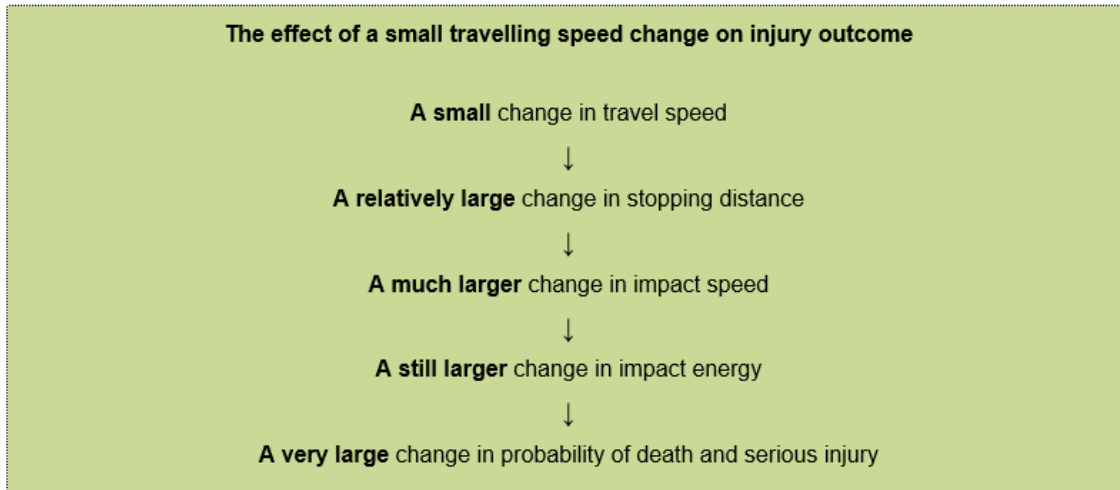 The effect of a small travelling speed change on injury outcome
A small change in travel speed
↓
A relatively large change in stopping distance
↓
A much larger change in impact speed
↓
A still larger change in impact energy
↓
A very large change in probability of death and serious injury